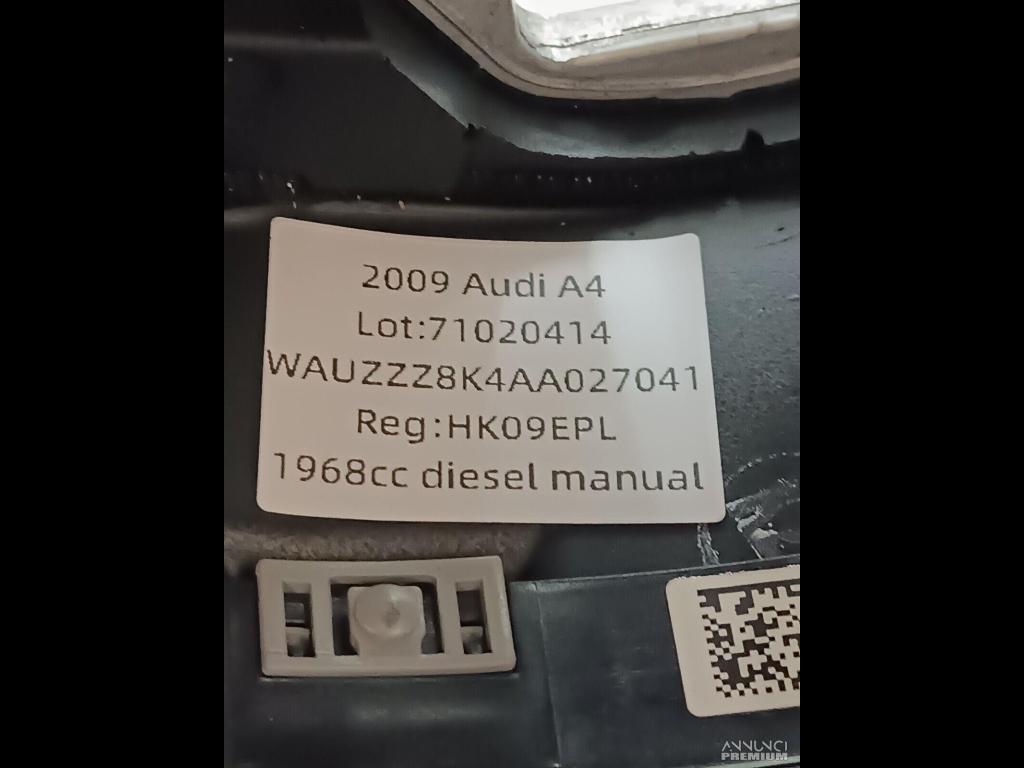 2009 Audi A4
Lot:71020414
WAUZZZ8K4AA027041
Reg:HK09EPL
1968cc diesel manual
ANNUNCI
PREMIUM